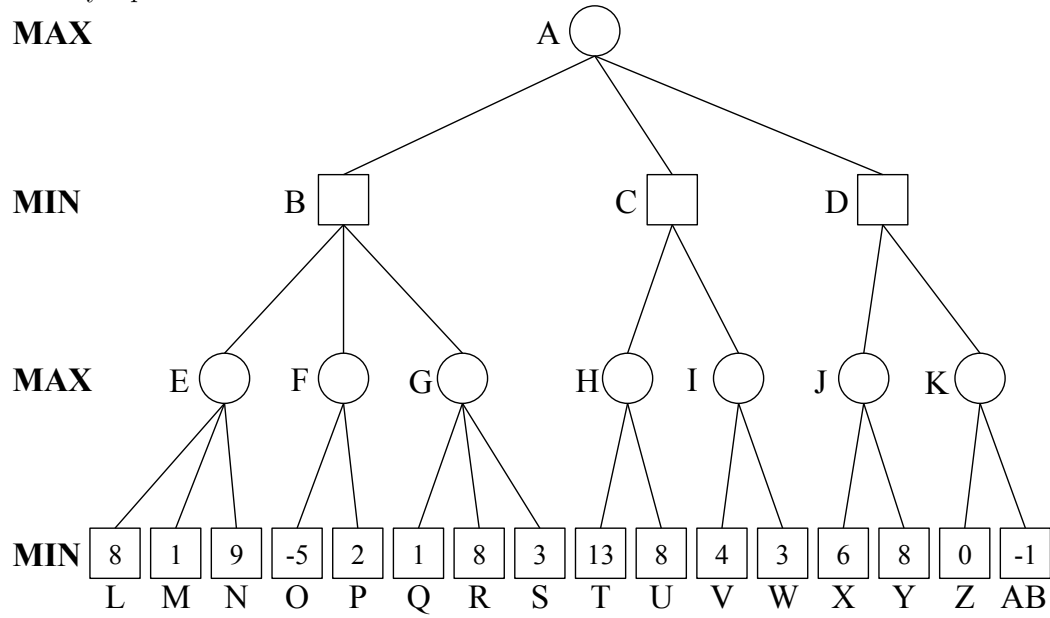 MAX A
MIN B C D
MAX E F G H I J K
MIN 8 1 9 -5 2 1 8 3 13 8 4 3 6 8 0 -1
L M N O P Q R S T U V W X Y Z AB